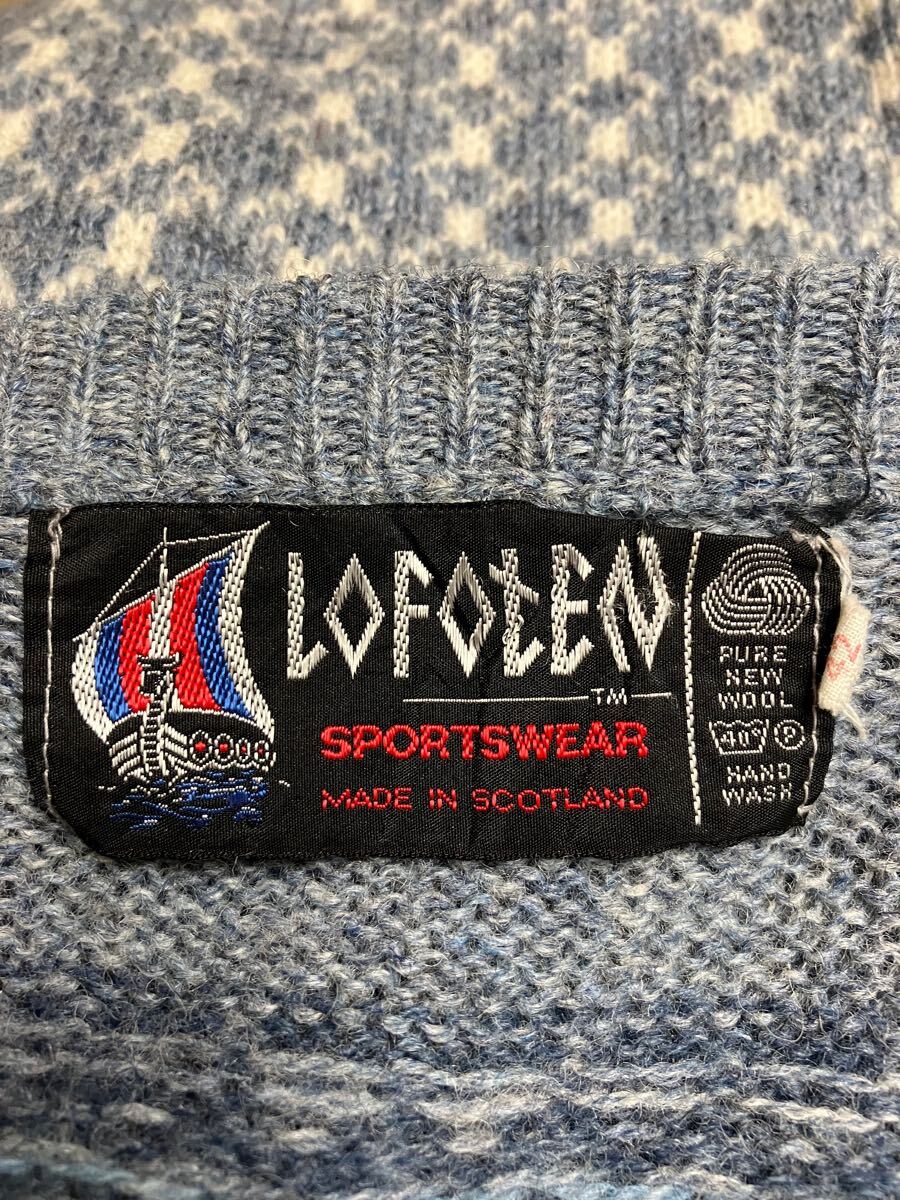 LOFOTEN
TM
SPORTSWEAR
MADE IN SCOTLAND
PURE
NEW
WOOL
40° P
HAND
WASH